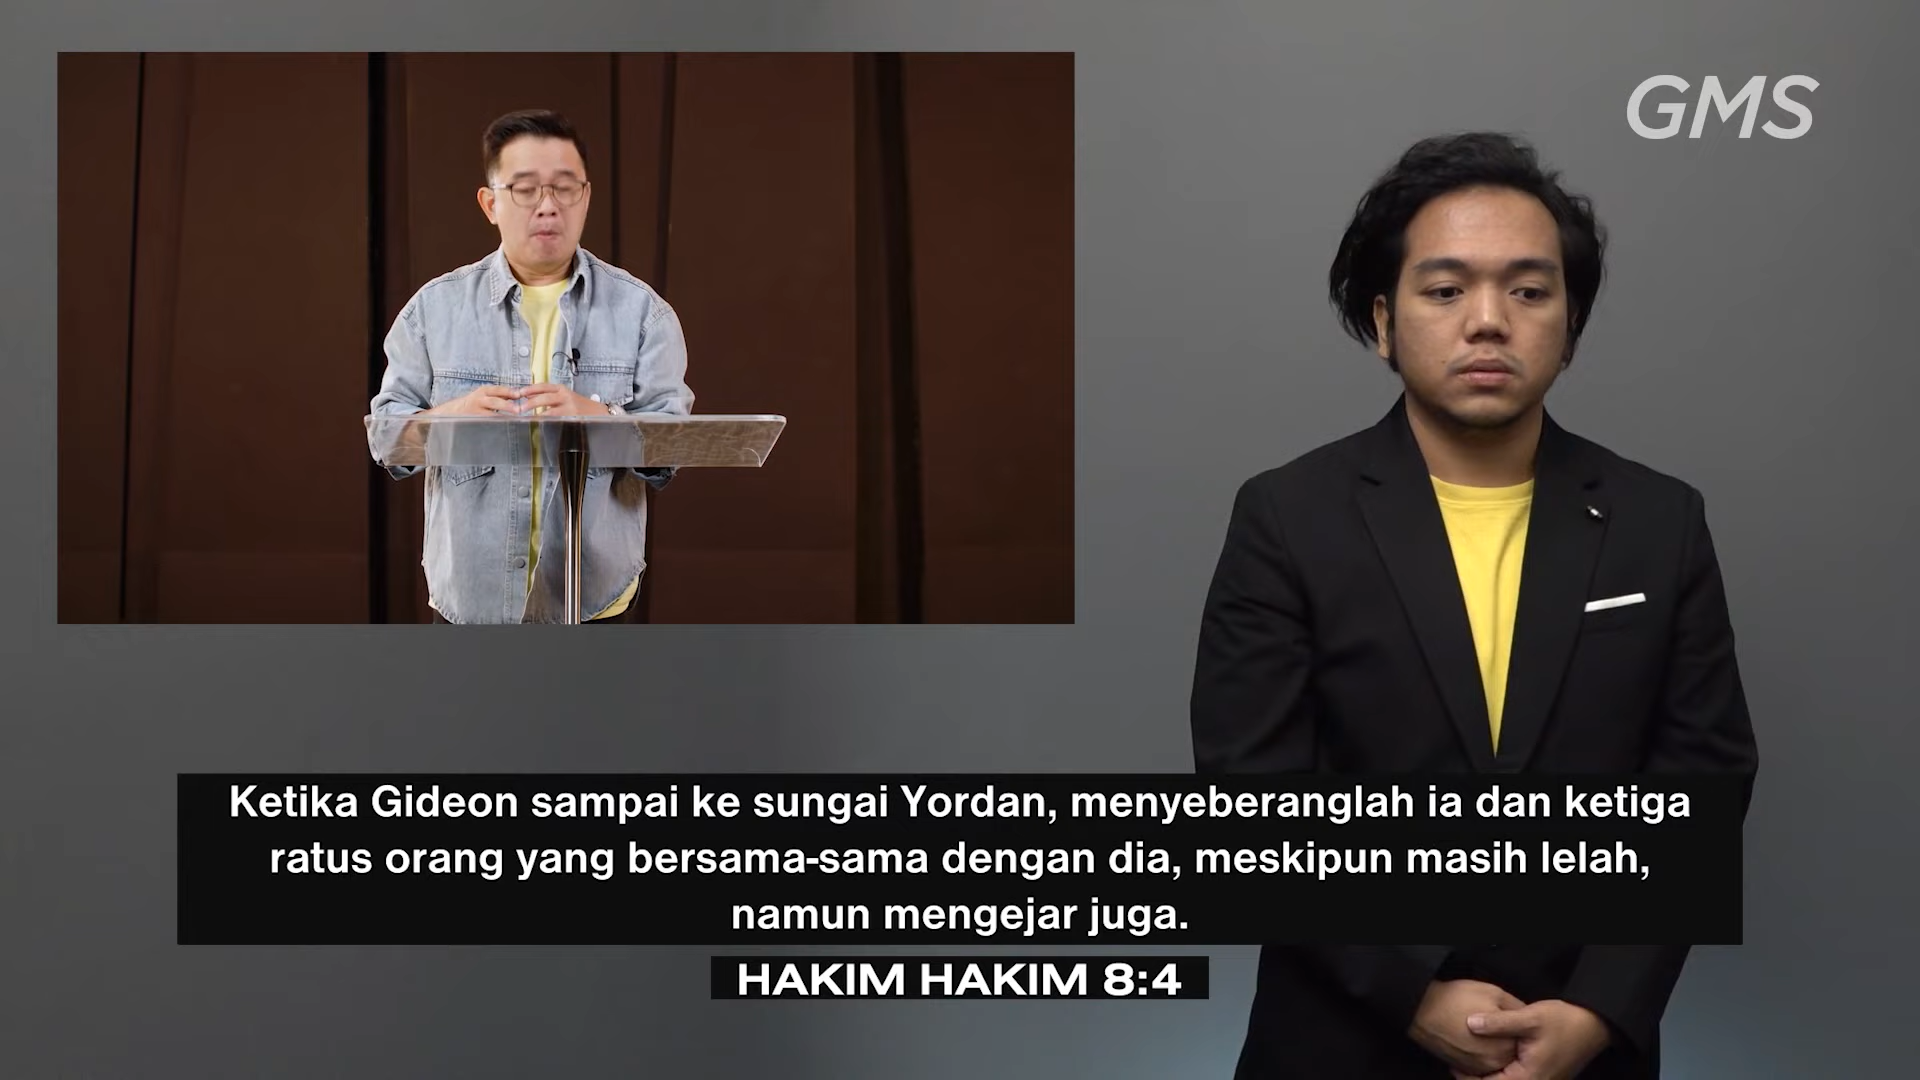 GMS
Ketika Gideon sampai ke sungai Yordan, menyeberanglah ia dan ketiga
ratus orang yang bersama-sama dengan dia, meskipun masih lelah,
namun mengejar juga.
HAKIM HAKIM 8:4